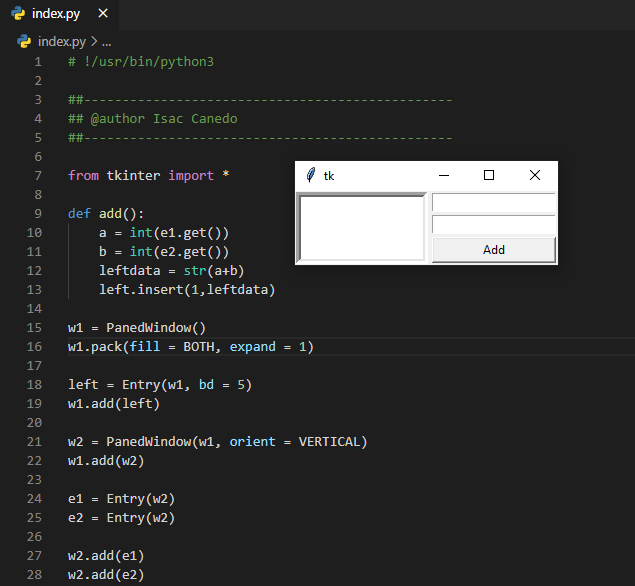 index.py
index.py > ...
1 # !/usr/bin/python3
2
3 ##------------------------------------------------
4 ## @author Isac Canedo
5 ##------------------------------------------------
6
7 from tkinter import *
8
9 def add():
10 a = int(e1.get())
11 b = int(e2.get())
12 leftdata = str(a+b)
13 left.insert(1,leftdata)
14
15 w1 = PanedWindow()
16 w1.pack(fill = BOTH, expand = 1)
17
18 left = Entry(w1, bd = 5)
19 w1.add(left)
20
21 w2 = PanedWindow(w1, orient = VERTICAL)
22 w1.add(w2)
23
24 e1 = Entry(w2)
25 e2 = Entry(w2)
26
27 w2.add(e1)
28 w2.add(e2)
tk
Add